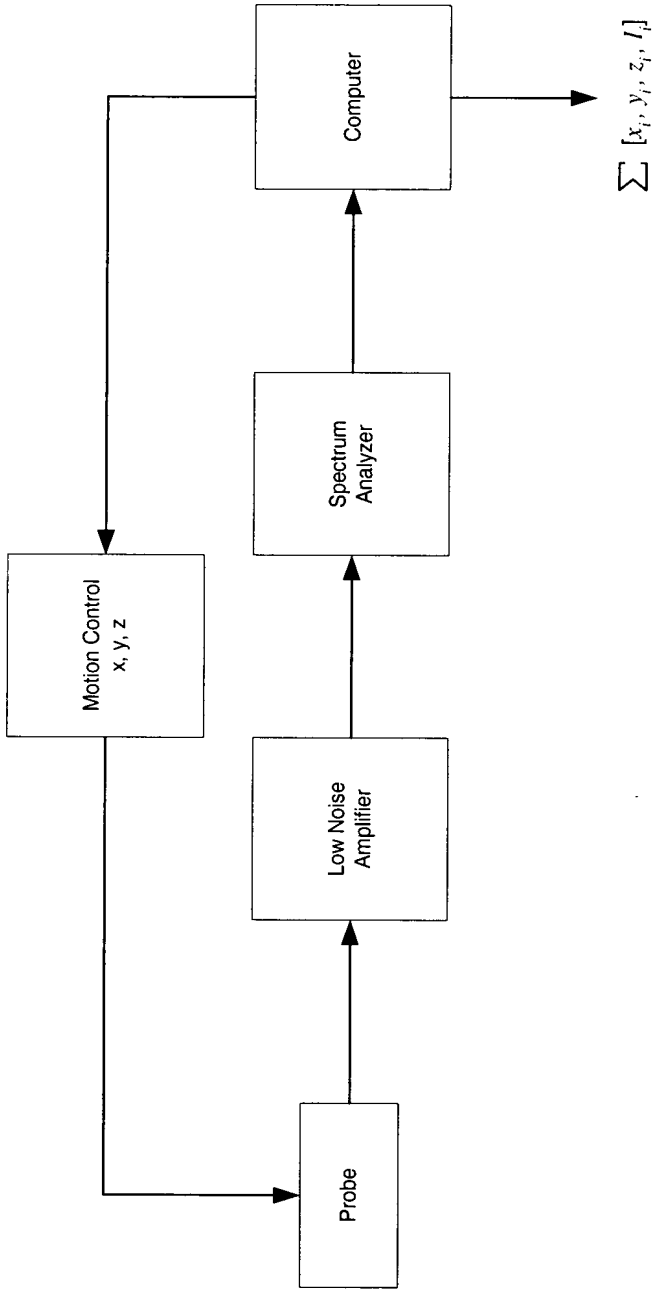 Motion Control
x, y, z
Probe
Low Noise
Amplifier
Spectrum
Analyzer
Computer
∑ [x_i, y_i, z_i, I_i]